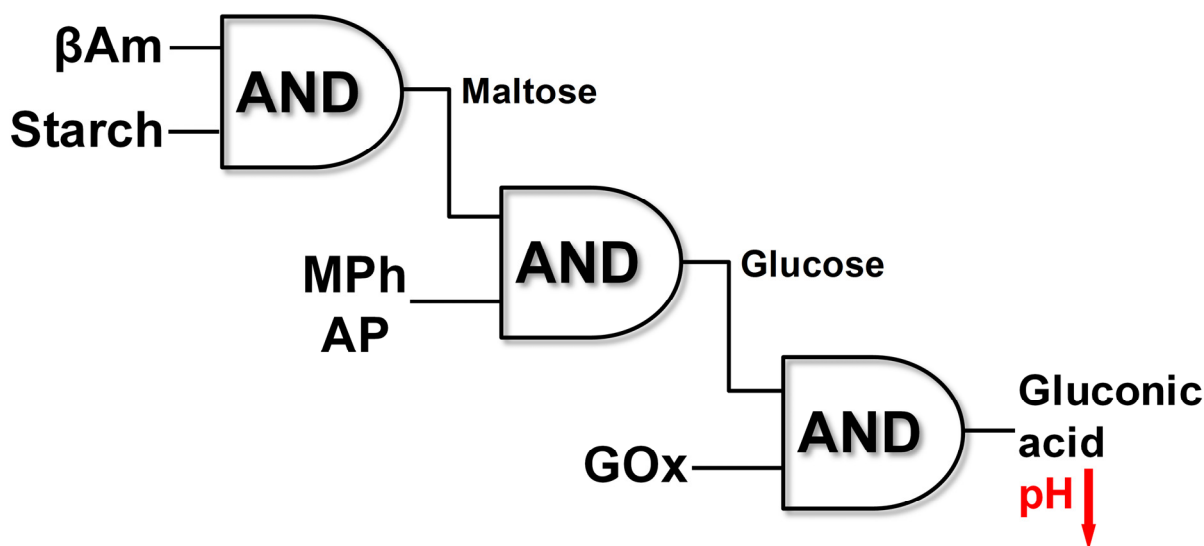 βAm
AND
Maltose
Starch
MPh
AP
AND
Glucose
GOx
AND
Gluconic
acid
pH